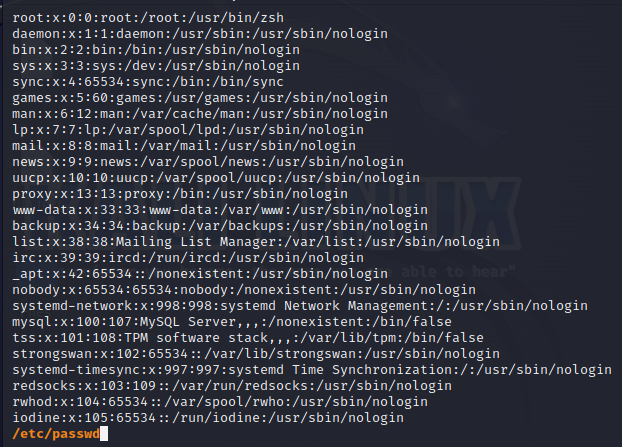 root:x:0:0:root:/root:/usr/bin/zsh
daemon:x:1:1:daemon:/usr/sbin:/usr/sbin/nologin
bin:x:2:2:bin:/bin:/usr/sbin/nologin
sys:x:3:3:sys:/dev:/usr/sbin/nologin
sync:x:4:65534:sync:/bin:/bin/sync
games:x:5:60:games:/usr/games:/usr/sbin/nologin
man:x:6:12:man:/var/cache/man:/usr/sbin/nologin
lp:x:7:7:lp:/var/spool/lpd:/usr/sbin/nologin
mail:x:8:8:mail:/var/mail:/usr/sbin/nologin
news:x:9:9:news:/var/spool/news:/usr/sbin/nologin
uucp:x:10:10:uucp:/var/spool/uucp:/usr/sbin/nologin
proxy:x:13:13:proxy:/bin:/usr/sbin/nologin
www-data:x:33:33:www-data:/var/www:/usr/sbin/nologin
backup:x:34:34:backup:/var/backups:/usr/sbin/nologin
list:x:38:38:Mailing List Manager:/var/list:/usr/sbin/nologin
irc:x:39:39:ircd:/run/ircd:/usr/sbin/nologin
_apt:x:42:65534::/nonexistent:/usr/sbin/nologin
able to hear"
nobody:x:65534:65534:nobody:/nonexistent:/usr/sbin/nologin
systemd-network:x:998:998:systemd Network Management:/:/usr/sbin/nologin
mysql:x:100:107:MySQL Server,,,:/nonexistent:/bin/false
tss:x:101:108:TPM software stack,,,:/var/lib/tpm:/bin/false
strongswan:x:102:65534::/var/lib/strongswan:/usr/sbin/nologin
systemd-timesync:x:997:997:systemd Time Synchronization:/:/usr/sbin/nologin
redsocks:x:103:109::/var/run/redsocks:/usr/sbin/nologin
rwhod:x:104:65534::/var/spool/rwho:/usr/sbin/nologin
iodine:x:105:65534::/run/iodine:/usr/sbin/nologin
/etc/passwd